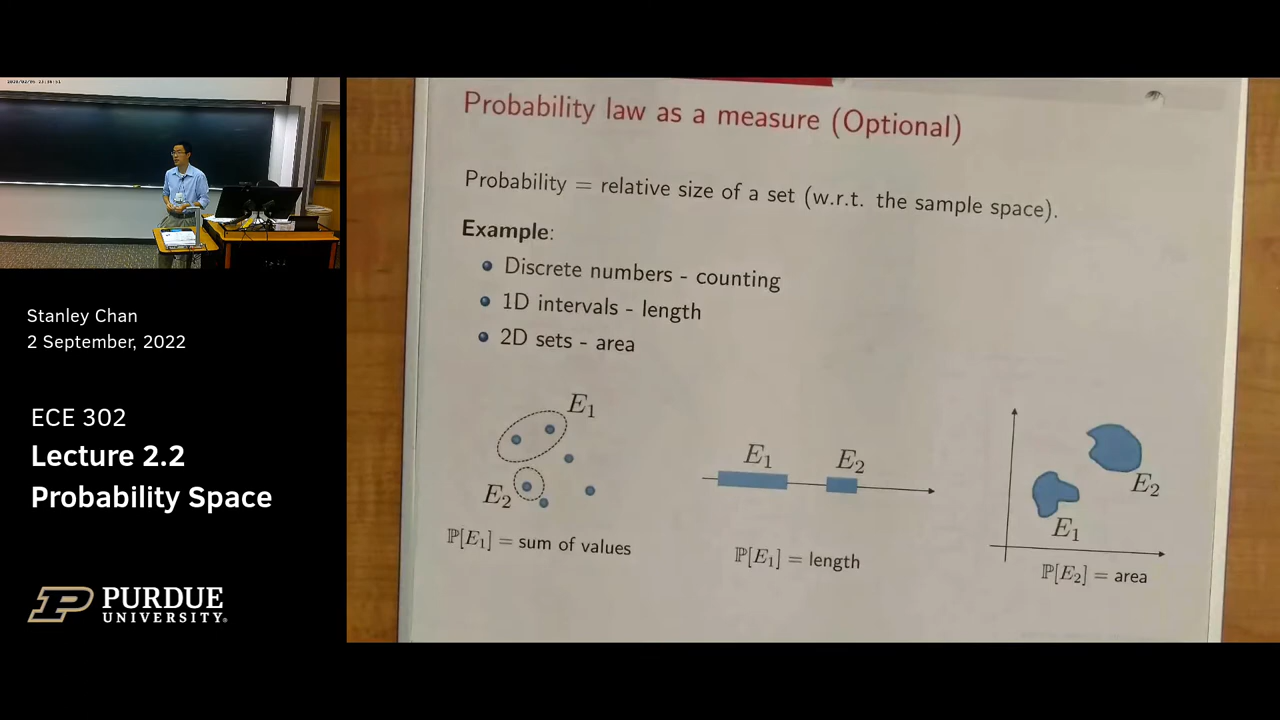 Stanley Chan
2 September, 2022
ECE 302
Lecture 2.2
Probability Space
PURDUE
UNIVERSITY®
Probability law as a measure (Optional)
Probability = relative size of a set (w.r.t. the sample space).
Example:
Discrete numbers - counting
1D intervals - length
2D sets - area
E₁
E₂
ℙ[E₁] = sum of values
E₁ E₂
ℙ[E₁] = length
E₂
E₁
ℙ[E₂] = area